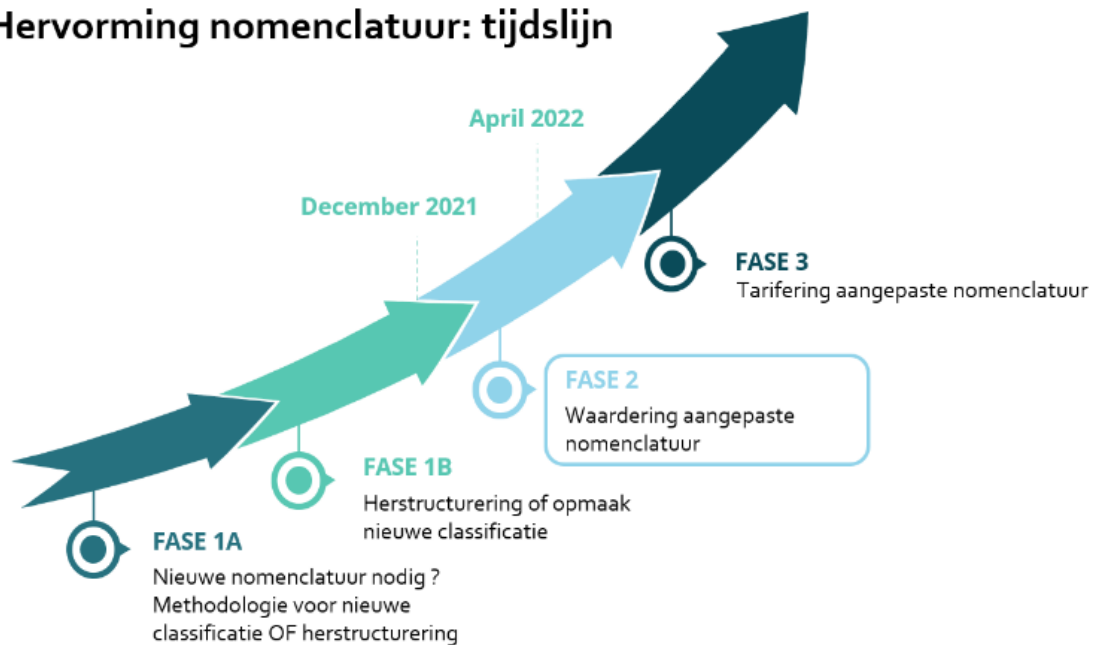 Hervorming nomenclatuur: tijdslijn
April 2022
December 2021
FASE 3
Tarifering aangepaste nomenclatuur
FASE 2
Waardering aangepaste
nomenclatuur
FASE 1B
Herstructurering of opmaak
nieuwe classificatie
FASE 1A
Nieuwe nomenclatuur nodig ?
Methodologie voor nieuwe
classificatie OF herstructurering